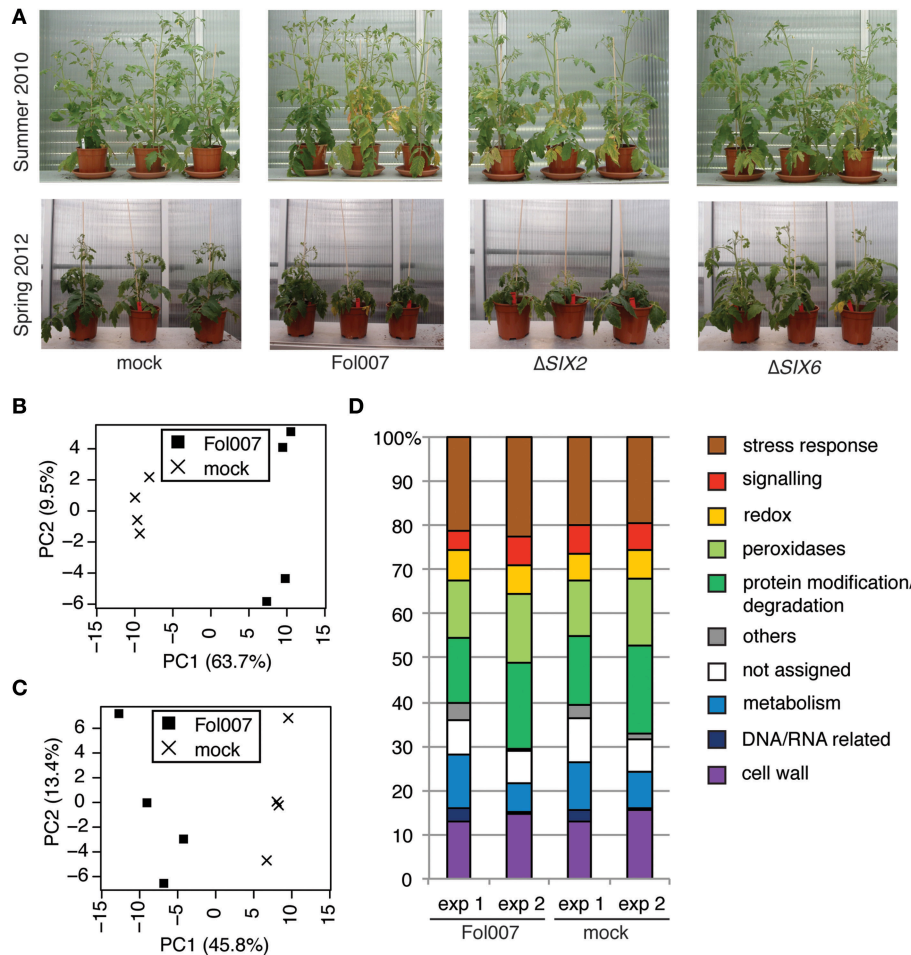 A
Summer 2010
Spring 2012
mock
Fol007
ΔSIX2
ΔSIX6
B
Fol007
mock
PC2 (9.5%)
4
2
0
−2
−4
−6
−15
−10
−5
0
5
10
15
PC1 (63.7%)
C
Fol007
mock
PC2 (13.4%)
6
4
2
0
−2
−4
−6
−15
−10
−5
0
5
10
15
PC1 (45.8%)
D
100%
90
80
70
60
50
40
30
20
10
0
exp 1 exp 2 exp 1 exp 2
Fol007 mock
stress response
signalling
redox
peroxidases
protein modification/
degradation
others
not assigned
metabolism
DNA/RNA related
cell wall